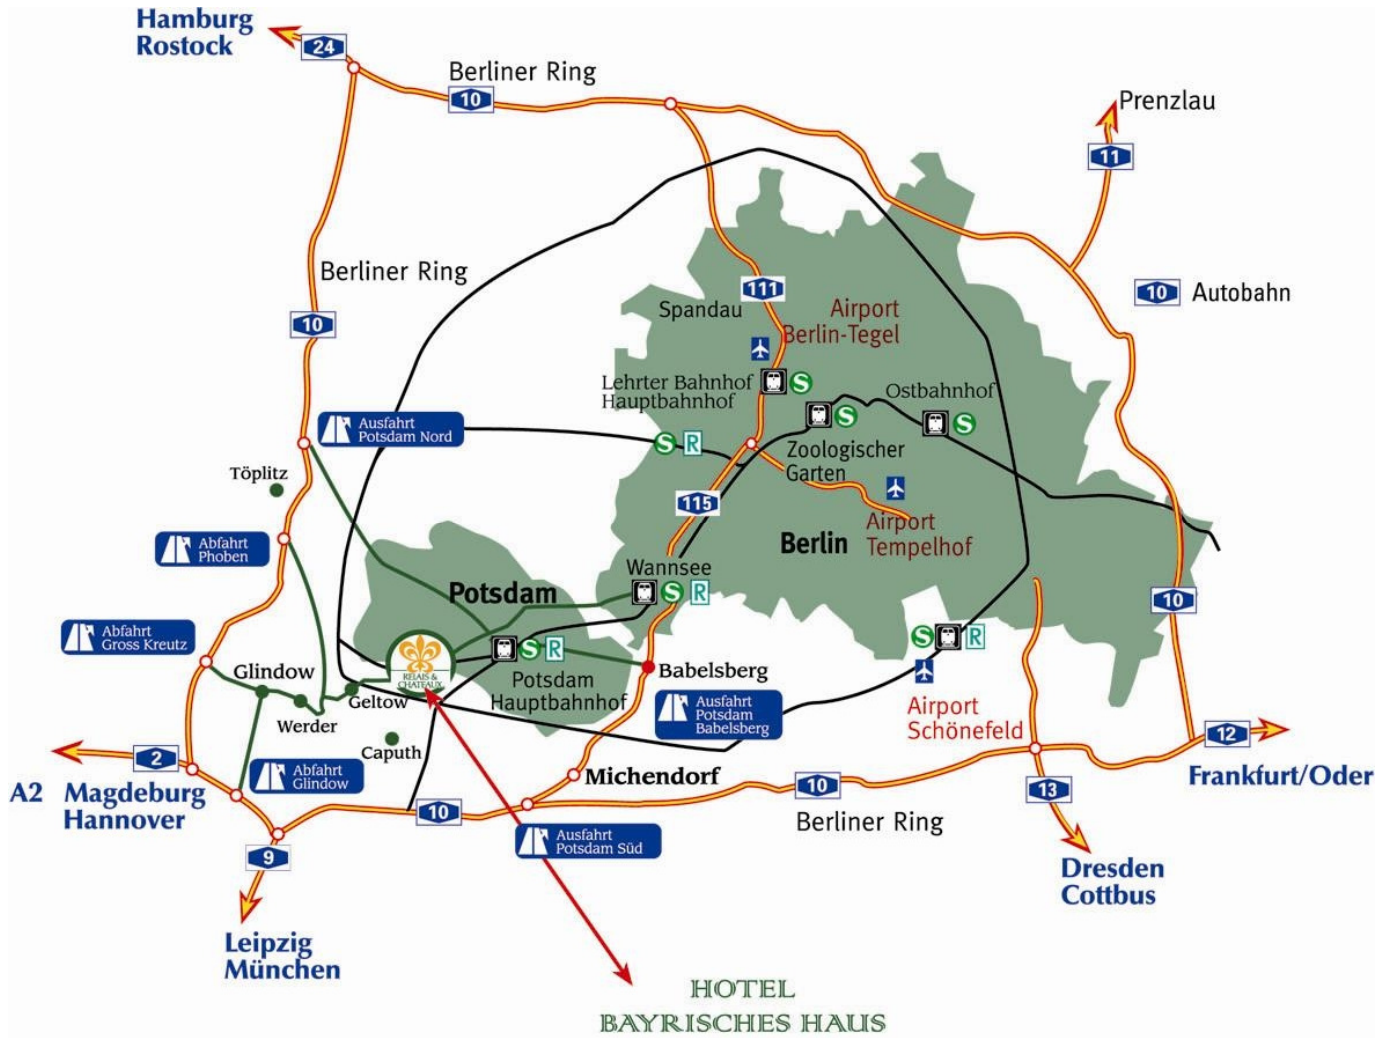 Hamburg
Rostock
24
Berliner Ring
10
Prenzlau
11
Berliner Ring
10
10 Autobahn
111
Spandau
Airport
Berlin-Tegel
Lehrter Bahnhof
Hauptbahnhof
S
Ostbahnhof
S
S
Ausfahrt
Potsdam Nord
S R
Zoologischer
Garten
Töplitz
115
Airport
Tempelhof
Berlin
Abfahrt
Phoben
Wannsee
S R
Potsdam
10
Abfahrt
Gross Kreutz
RELAIS &
CHATEAUX
S R
S R
Glindow
Werder
Geltow
Potsdam
Hauptbahnhof
Babelsberg
Ausfahrt
Potsdam
Babelsberg
Airport
Schönefeld
Caputh
2
Abfahrt
Glindow
12
Michendorf
Frankfurt/Oder
A2 Magdeburg
Hannover
10
10
13
Berliner Ring
Ausfahrt
Potsdam Süd
9
Dresden
Cottbus
Leipzig
München
HOTEL
BAYRISCHES HAUS